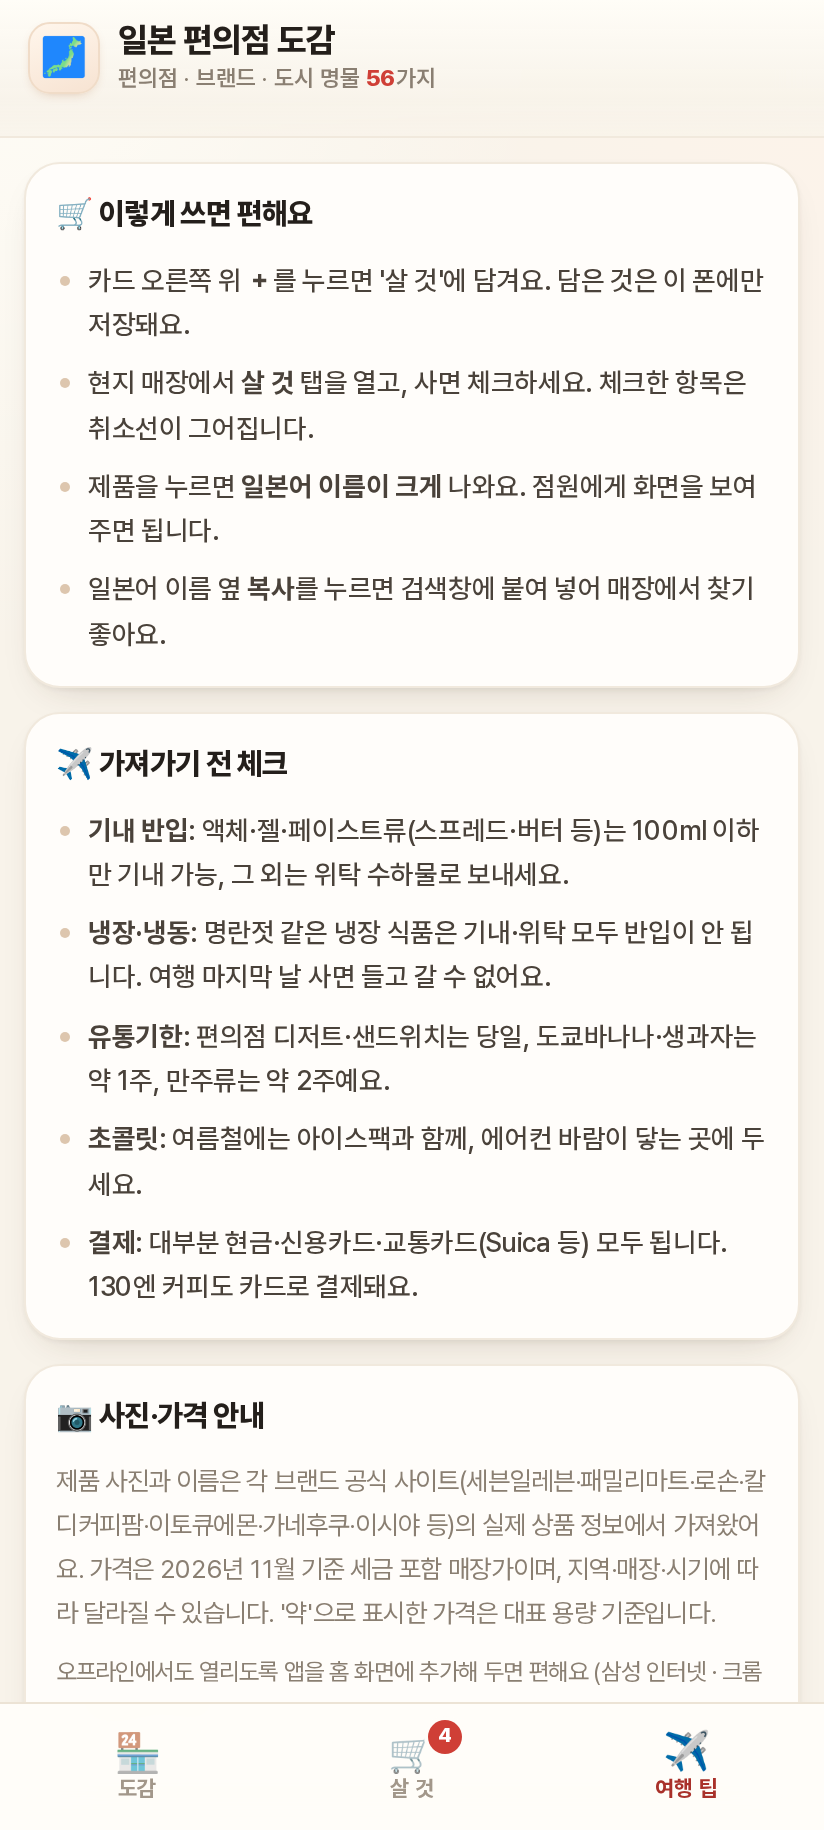 일본 편의점 도감
편의점 · 브랜드 · 도시 명물 56가지
이렇게 쓰면 편해요
카드 오른쪽 위 +를 누르면 '살 것'에 담겨요. 담은 것은 이 폰에만
저장돼요.
현지 매장에서 살 것 탭을 열고, 사면 체크하세요. 체크한 항목은
취소선이 그어집니다.
제품을 누르면 일본어 이름이 크게 나와요. 점원에게 화면을 보여
주면 됩니다.
일본어 이름 옆 복사를 누르면 검색창에 붙여 넣어 매장에서 찾기
좋아요.
가져가기 전 체크
기내 반입: 액체·젤·페이스트류(스프레드·버터 등)는 100ml 이하
만 기내 가능, 그 외는 위탁 수하물로 보내세요.
냉장·냉동: 명란젓 같은 냉장 식품은 기내·위탁 모두 반입이 안 됩
니다. 여행 마지막 날 사면 들고 갈 수 없어요.
유통기한: 편의점 디저트·샌드위치는 당일, 도쿄바나나·생과자는
약 1주, 만주류는 약 2주예요.
초콜릿: 여름철에는 아이스팩과 함께, 에어컨 바람이 닿는 곳에 두
세요.
결제: 대부분 현금·신용카드·교통카드(Suica 등) 모두 됩니다.
130엔 커피도 카드로 결제돼요.
사진·가격 안내
제품 사진과 이름은 각 브랜드 공식 사이트(세븐일레븐·패밀리마트·로손·칼
디커피팜·이토큐에몬·가네후쿠·이시야 등)의 실제 상품 정보에서 가져왔어
요. 가격은 2026년 11월 기준 세금 포함 매장가이며, 지역·매장·시기에 따
라 달라질 수 있습니다. '약'으로 표시한 가격은 대표 용량 기준입니다.
오프라인에서도 열리도록 앱을 홈 화면에 추가해 두면 편해요 (삼성 인터넷 · 크롬
24
4
도감
살 것
여행 팁